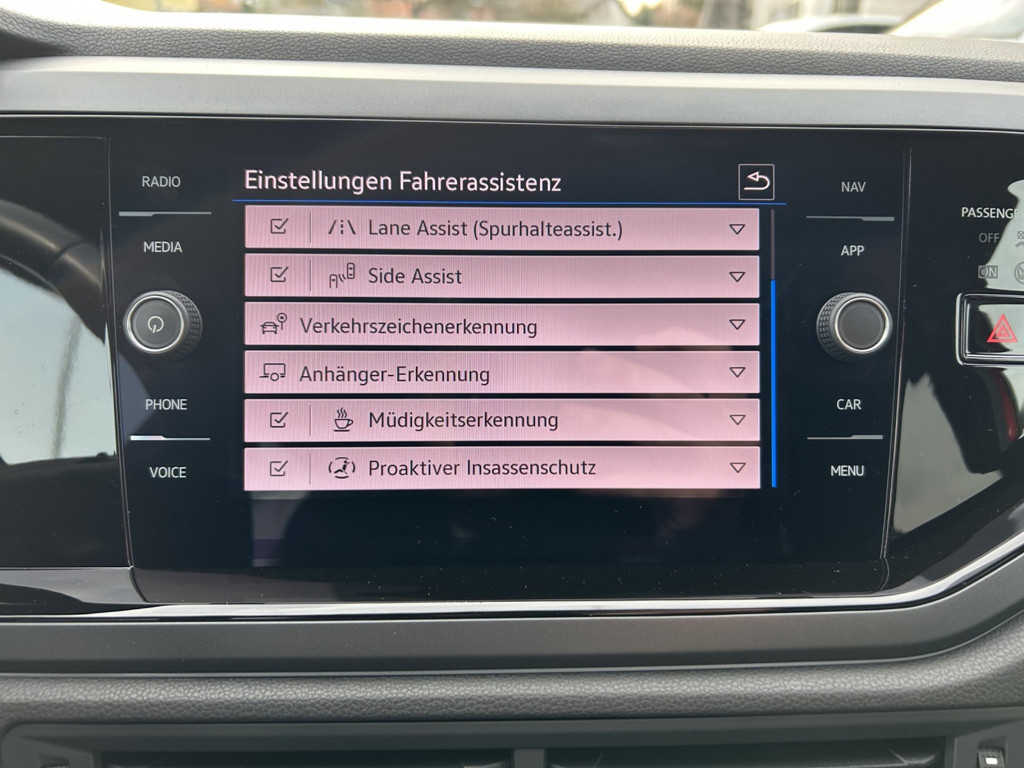 Einstellungen Fahrerassistenz
RADIO
MEDIA
PHONE
VOICE
Lane Assist (Spurhalteassist.)
Side Assist
Verkehrszeichenerkennung
Anhänger-Erkennung
Müdigkeitserkennung
Proaktiver Insassenschutz
NAV
APP
CAR
MENU
OFF
ON